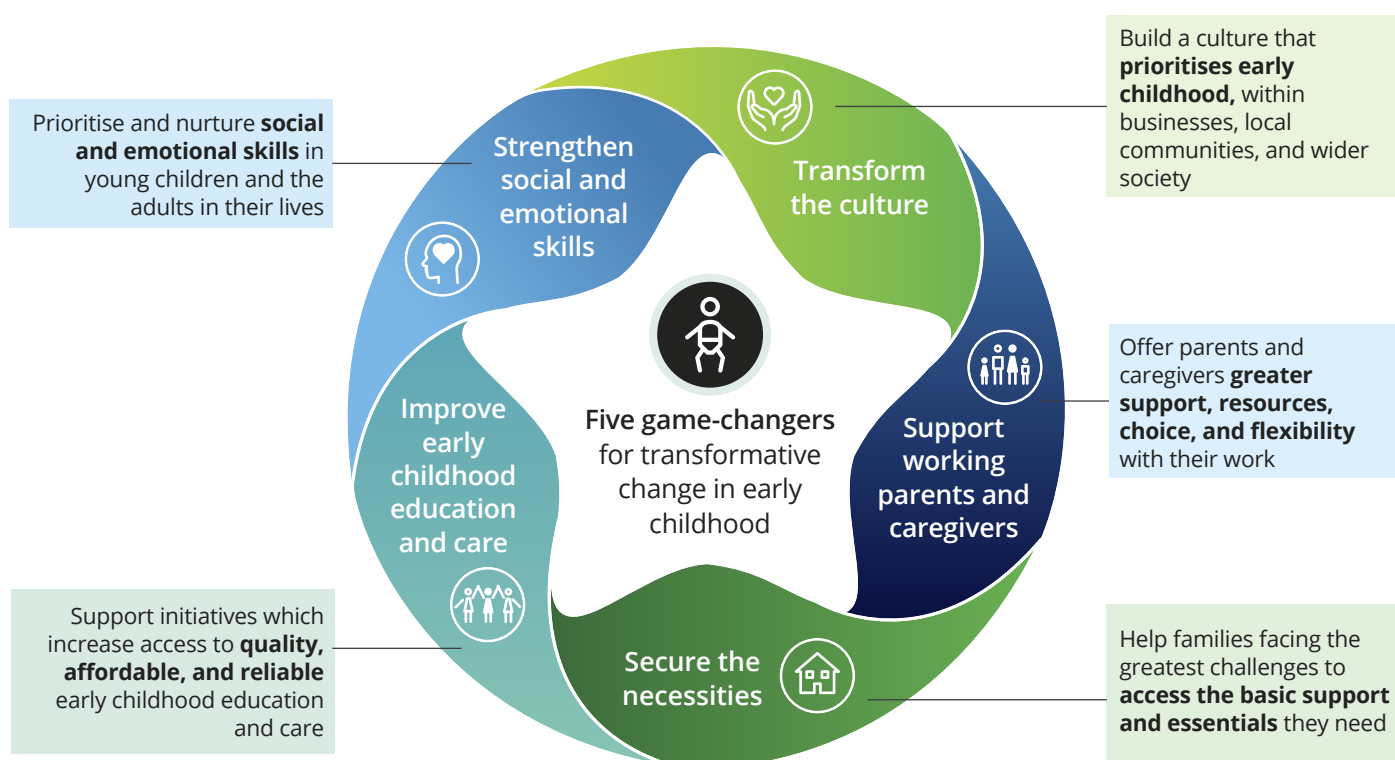 Prioritise and nurture social
and emotional skills in
young children and the
adults in their lives
Strengthen
social and
emotional
skills
Transform
the culture
Build a culture that
prioritises early
childhood, within
businesses, local
communities, and wider
society
Offer parents and
caregivers greater
support, resources,
choice, and flexibility
with their work
Support
working
parents and
caregivers
Five game-changers
for transformative
change in early
childhood
Improve
early
childhood
education
and care
Support initiatives which
increase access to quality,
affordable, and reliable
early childhood education
and care
Secure the
necessities
Help families facing the
greatest challenges to
access the basic support
and essentials they need